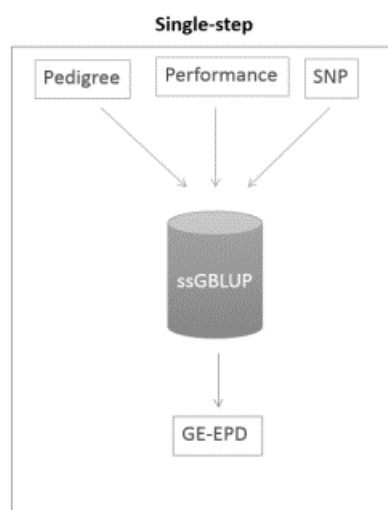 Single-step
Pedigree
Performance
SNP
ssGBLUP
GE-EPD